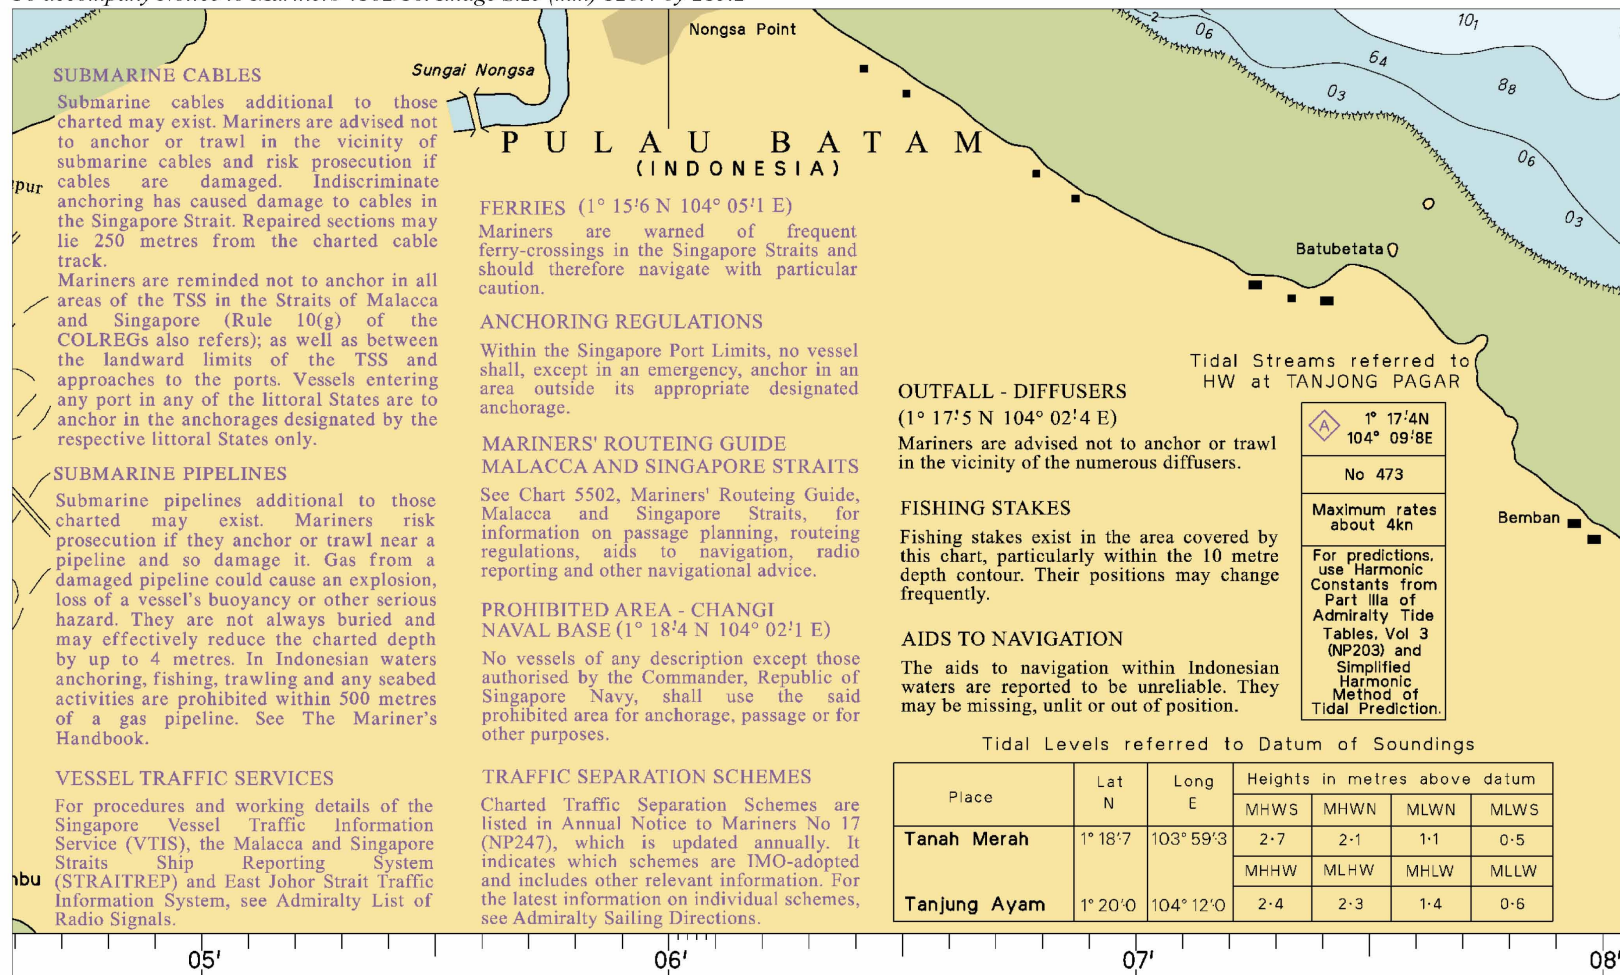 Nongsa Point
Sungai Nongsa
PULAU BATAM
(INDONESIA)
10₁
0₆
6₄
8₈
0₃
0₆
0₃
Batubetata
Bemban
SUBMARINE CABLES
Submarine cables additional to those
charted may exist. Mariners are advised not
to anchor or trawl in the vicinity of
submarine cables and risk prosecution if
cables are damaged. Indiscriminate
anchoring has caused damage to cables in
the Singapore Strait. Repaired sections may
lie 250 metres from the charted cable
track.
Mariners are reminded not to anchor in all
areas of the TSS in the Straits of Malacca
and Singapore (Rule 10(g) of the
COLREGs also refers); as well as between
the landward limits of the TSS and
approaches to the ports. Vessels entering
any port in any of the littoral States are to
anchor in the anchorages designated by the
respective littoral States only.
SUBMARINE PIPELINES
Submarine pipelines additional to those
charted may exist. Mariners risk
prosecution if they anchor or trawl near a
pipeline and so damage it. Gas from a
damaged pipeline could cause an explosion,
loss of a vessel's buoyancy or other serious
hazard. They are not always buried and
may effectively reduce the charted depth
by up to 4 metres. In Indonesian waters
anchoring, fishing, trawling and any seabed
activities are prohibited within 500 metres
of a gas pipeline. See The Mariner's
Handbook.
VESSEL TRAFFIC SERVICES
For procedures and working details of the
Singapore Vessel Traffic Information
Service (VTIS), the Malacca and Singapore
Straits Ship Reporting System
(STRAITREP) and East Johor Strait Traffic
Information System, see Admiralty List of
Radio Signals.
FERRIES (1° 15'·6 N 104° 05'·1 E)
Mariners are warned of frequent
ferry-crossings in the Singapore Straits and
should therefore navigate with particular
caution.
ANCHORING REGULATIONS
Within the Singapore Port Limits, no vessel
shall, except in an emergency, anchor in an
area outside its appropriate designated
anchorage.
MARINERS' ROUTEING GUIDE
MALACCA AND SINGAPORE STRAITS
See Chart 5502, Mariners' Routeing Guide,
Malacca and Singapore Straits, for
information on passage planning, routeing
regulations, aids to navigation, radio
reporting and other navigational advice.
PROHIBITED AREA - CHANGI
NAVAL BASE (1° 18'·4 N 104° 02'·1 E)
No vessels of any description except those
authorised by the Commander, Republic of
Singapore Navy, shall use the said
prohibited area for anchorage, passage or for
other purposes.
TRAFFIC SEPARATION SCHEMES
Charted Traffic Separation Schemes are
listed in Annual Notice to Mariners No 17
(NP247), which is updated annually. It
indicates which schemes are IMO-adopted
and includes other relevant information. For
the latest information on individual schemes,
see Admiralty Sailing Directions.
OUTFALL - DIFFUSERS
(1° 17'·5 N 104° 02'·4 E)
Mariners are advised not to anchor or trawl
in the vicinity of the numerous diffusers.
FISHING STAKES
Fishing stakes exist in the area covered by
this chart, particularly within the 10 metre
depth contour. Their positions may change
frequently.
AIDS TO NAVIGATION
The aids to navigation within Indonesian
waters are reported to be unreliable. They
may be missing, unlit or out of position.
Tidal Streams referred to
HW at TANJONG PAGAR
A 1° 17'·4N
104° 09'·8E
No 473
Maximum rates
about 4kn
For predictions,
use Harmonic
Constants from
Part IIIa of
Admiralty Tide
Tables, Vol 3
(NP203) and
Simplified
Harmonic
Method of
Tidal Prediction.
Tidal Levels referred to Datum of Soundings
Place Lat N Long E Heights in metres above datum
MHWS MHWN MLWN MLWS
Tanah Merah 1° 18'·7 103° 59'·3 2·7 2·1 1·1 0·5
MHHW MLHW MHLW MLLW
Tanjung Ayam 1° 20'·0 104° 12'·0 2·4 2·3 1·4 0·6
05' 06' 07' 08'